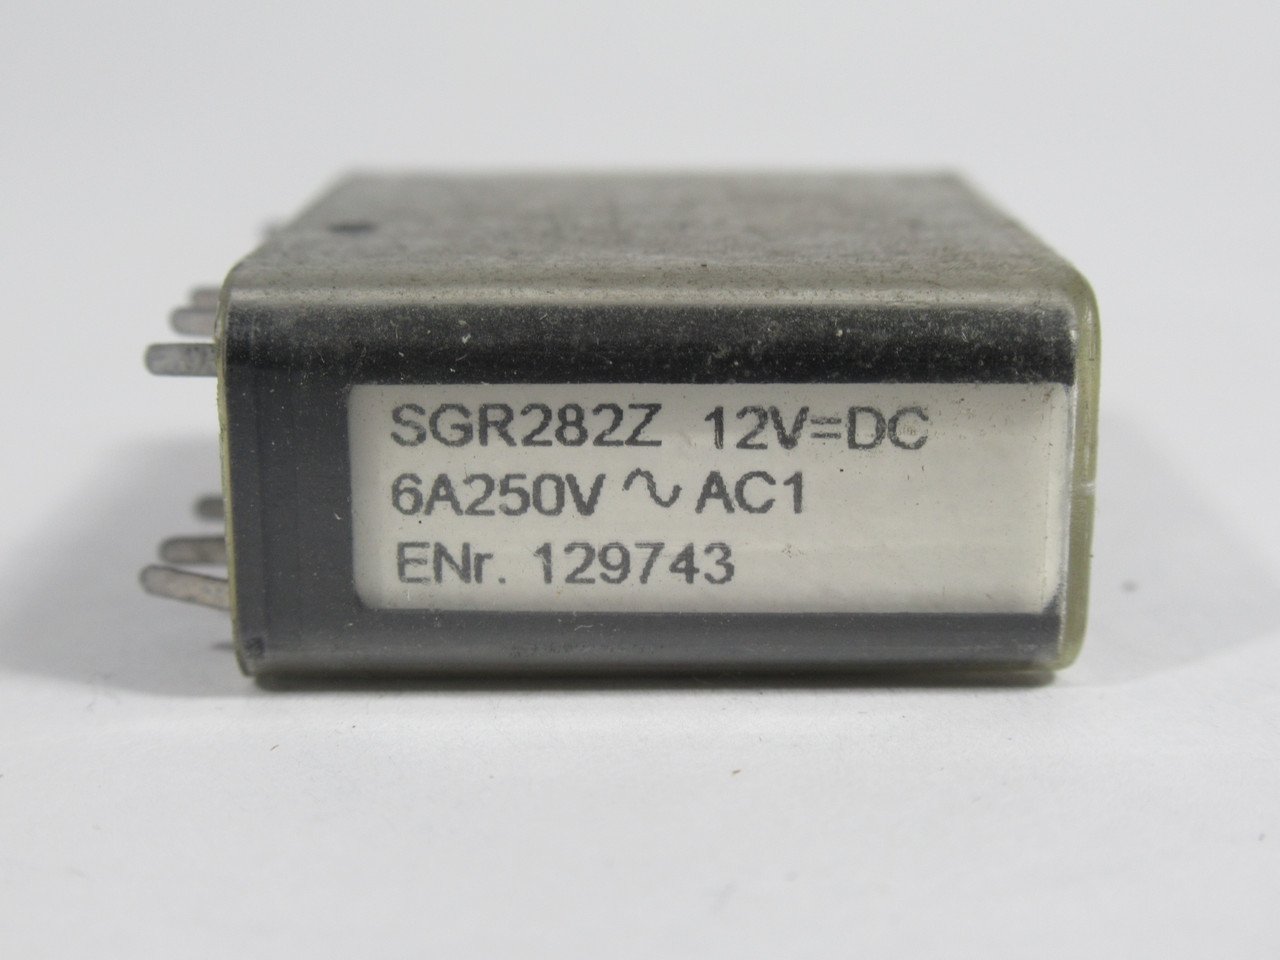 SGR282Z 12V=DC
6A250V ∿ AC1
ENr. 129743